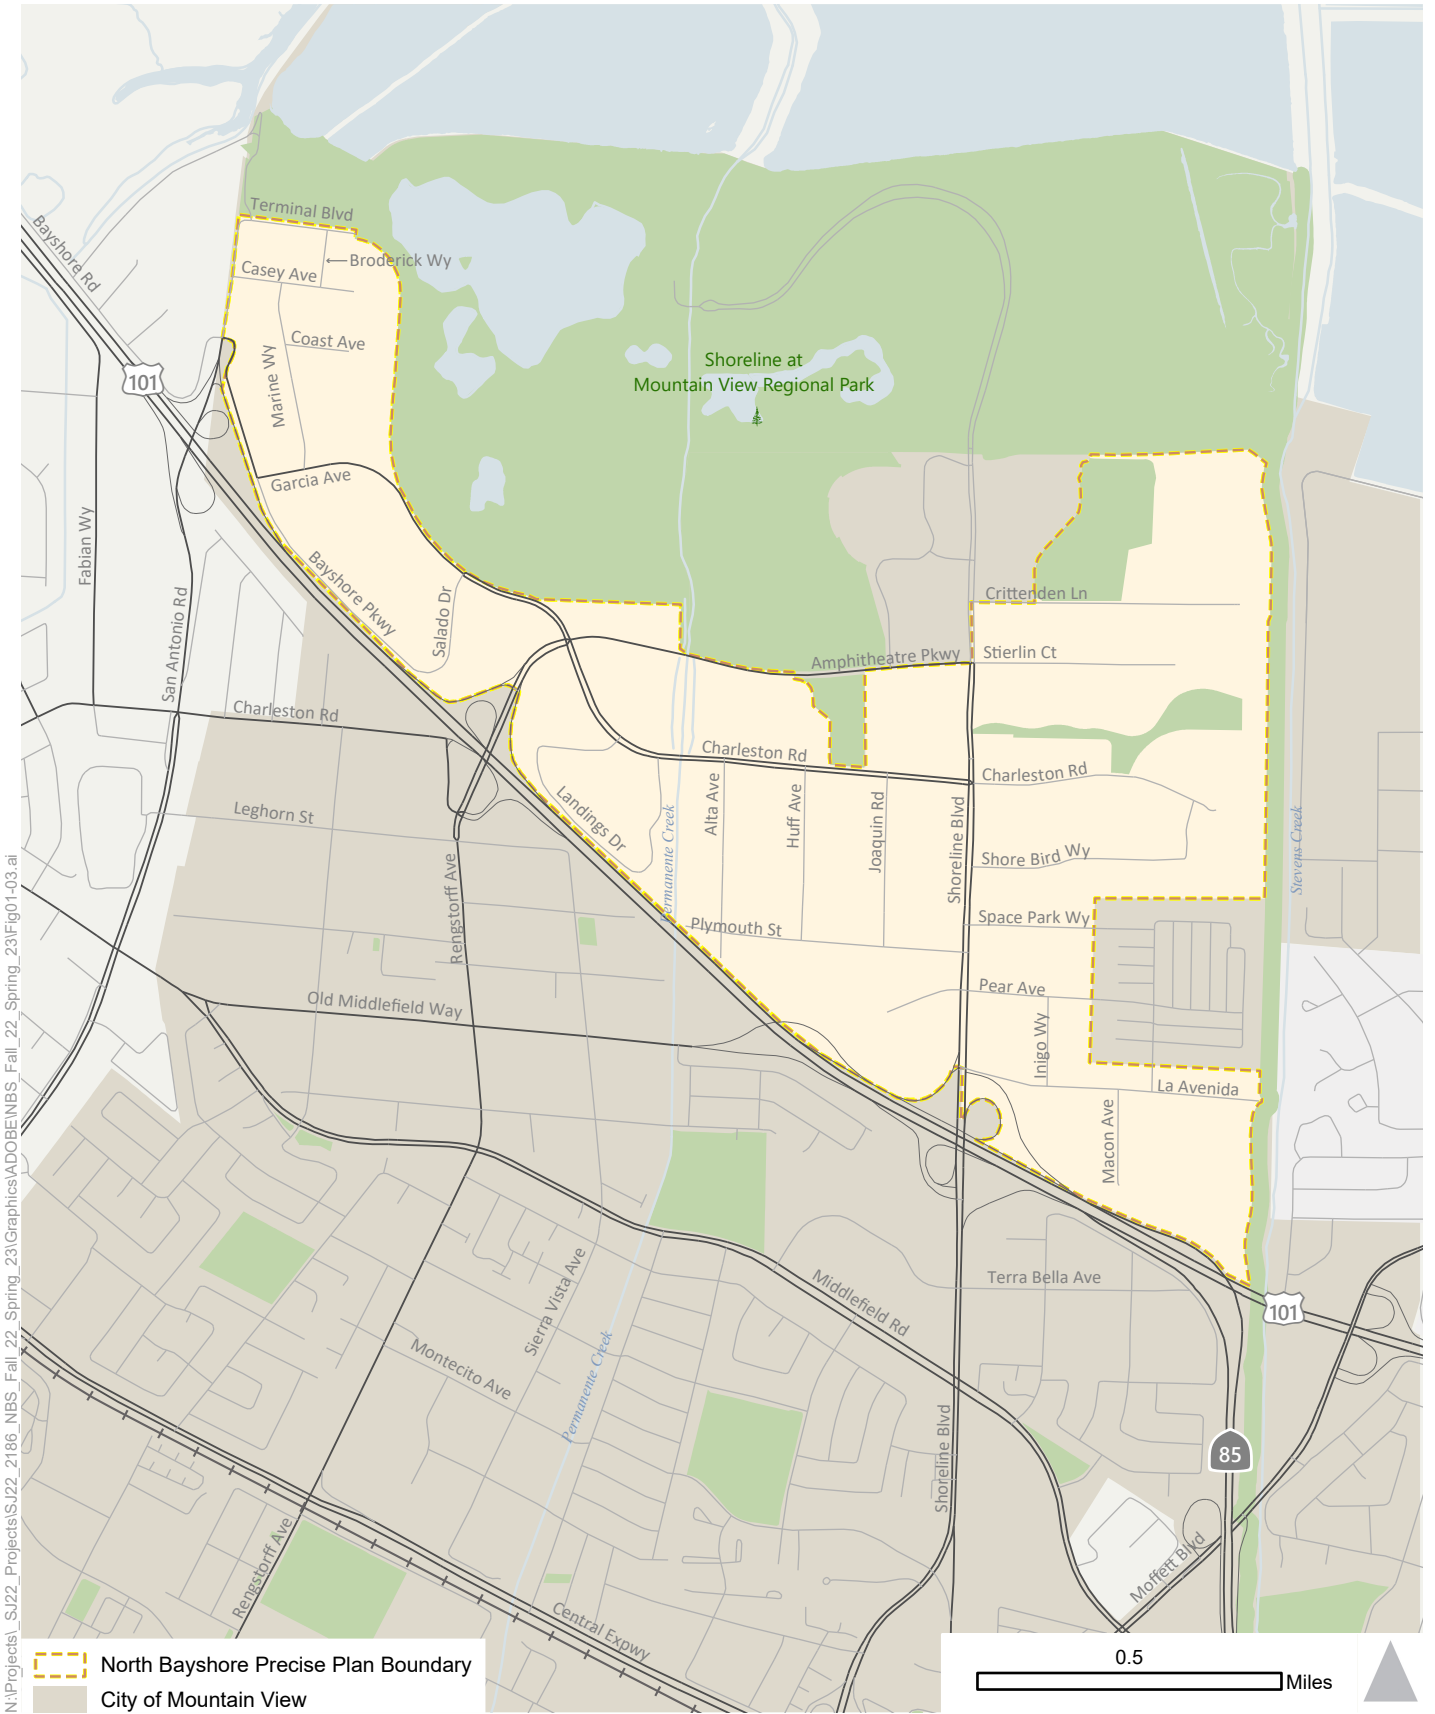 Terminal Blvd
Bayshore Rd
Broderick Wy
Casey Ave
Coast Ave
Marine Wy
101
Shoreline at
Mountain View Regional Park
Garcia Ave
Fabian Wy
Bayshore Pkwy
Salado Dr
San Antonio Rd
Crittenden Ln
Stierlin Ct
Amphitheatre Pkwy
Charleston Rd
Charleston Rd
Charleston Rd
Landings Dr
Leghorn St
Permanente Creek
Alta Ave
Huff Ave
Joaquin Rd
Shoreline Blvd
Shore Bird Wy
Stevens Creek
Rengstorff Ave
Plymouth St
Space Park Wy
Old Middlefield Way
Pear Ave
Inigo Wy
La Avenida
Macon Ave
Sierra Vista Ave
Middlefield Rd
Terra Bella Ave
101
Montecito Ave
Permanente Creek
Shoreline Blvd
85
Moffett Blvd
Rengstorff Ave
Central Expwy
North Bayshore Precise Plan Boundary
City of Mountain View
0.5
Miles
N:\Projects\_SJ22_Projects\SJ22_2186_NBS_Fall_22_Spring_23\Graphics\ADOBE\NBS_Fall_22_Spring_23\Fig01-03.ai